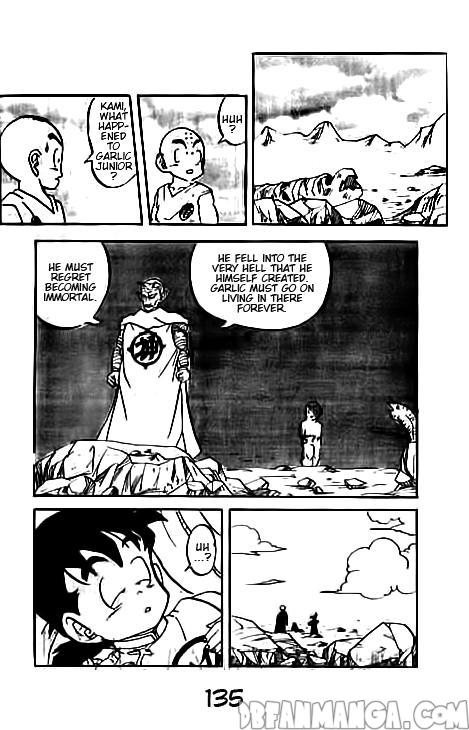 HUH
?
KAMI,
WHAT
HAPP-
ENED
TO
GARLIC
JUNIOR
?
HE FELL INTO THE
VERY HELL THAT HE
HIMSELF CREATED.
GARLIC MUST GO ON
LIVING IN THERE
FOREVER.
HE MUST
REGRET
BECOMING
IMMORTAL.
UH
...?
135
DBFANMANGA.COM